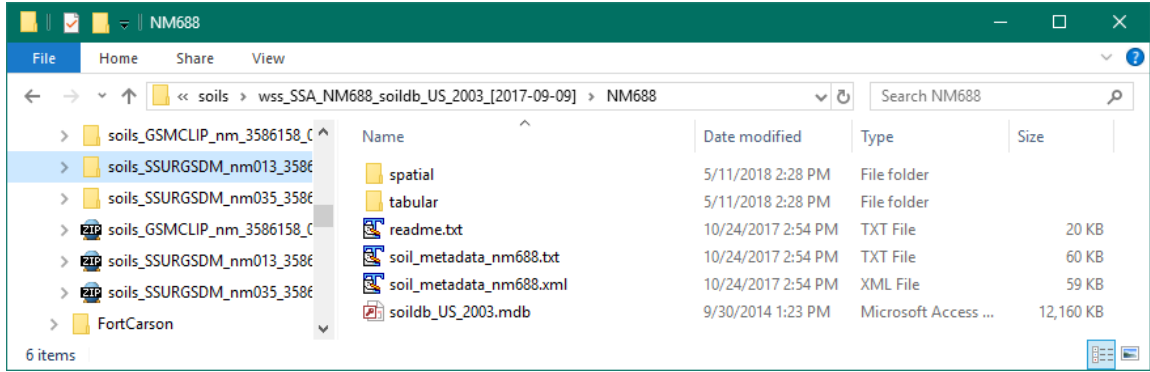 NM688
File Home Share View
« soils > wss_SSA_NM688_soildb_US_2003_[2017-09-09] > NM688 Search NM688
soils_GSMCLIP_nm_3586158_0
soils_SSURGSDM_nm013_3586
soils_SSURGSDM_nm035_3586
ZIP soils_GSMCLIP_nm_3586158_0
ZIP soils_SSURGSDM_nm013_3586
ZIP soils_SSURGSDM_nm035_3586
FortCarson
Name Date modified Type Size
spatial 5/11/2018 2:28 PM File folder
tabular 5/11/2018 2:28 PM File folder
readme.txt 10/24/2017 2:54 PM TXT File 20 KB
soil_metadata_nm688.txt 10/24/2017 2:54 PM TXT File 60 KB
soil_metadata_nm688.xml 10/24/2017 2:54 PM XML File 59 KB
soildb_US_2003.mdb 9/30/2014 1:23 PM Microsoft Access ... 12,160 KB
6 items